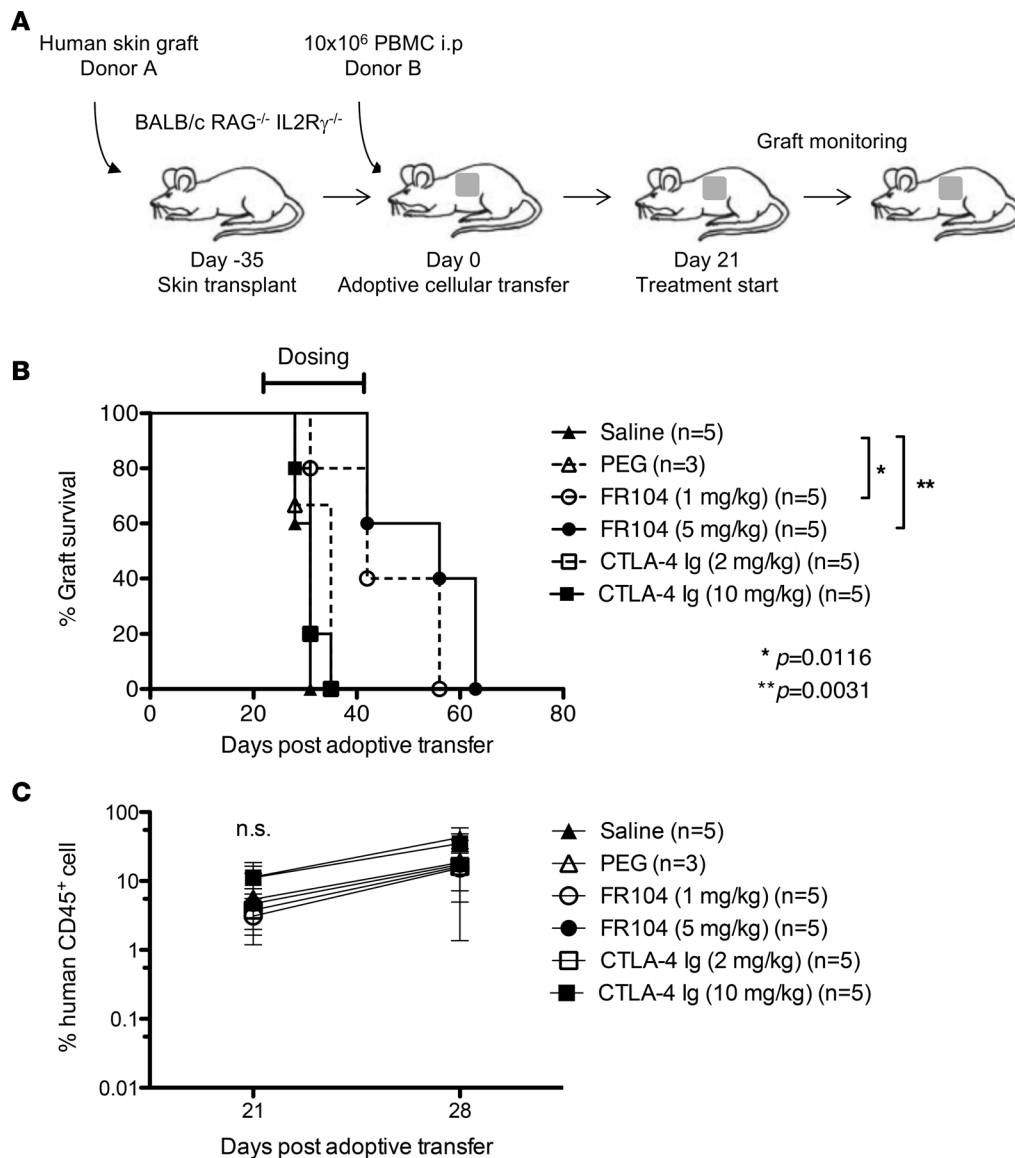 A
Human skin graft
Donor A
10x10⁶ PBMC i.p
Donor B
BALB/c RAG⁻/⁻ IL2Rγ⁻/⁻
Graft monitoring
Day -35
Skin transplant
Day 0
Adoptive cellular transfer
Day 21
Treatment start
B
Dosing
% Graft survival
100
80
60
40
20
0
0 20 40 60 80
Days post adoptive transfer
Saline (n=5)
PEG (n=3)
FR104 (1 mg/kg) (n=5)
FR104 (5 mg/kg) (n=5)
CTLA-4 Ig (2 mg/kg) (n=5)
CTLA-4 Ig (10 mg/kg) (n=5)
*
**
* p=0.0116
**p=0.0031
C
% human CD45⁺ cell
100
10
1
0.1
0.01
n.s.
21 28
Days post adoptive transfer
Saline (n=5)
PEG (n=3)
FR104 (1 mg/kg) (n=5)
FR104 (5 mg/kg) (n=5)
CTLA-4 Ig (2 mg/kg) (n=5)
CTLA-4 Ig (10 mg/kg) (n=5)